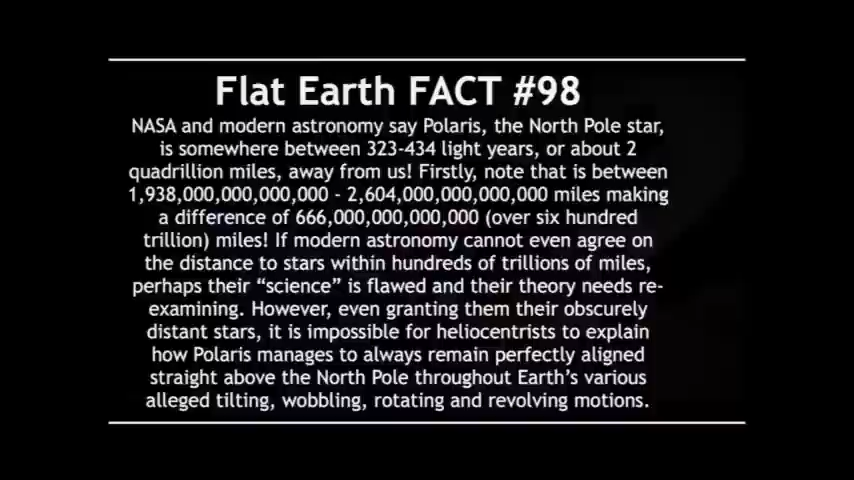 Flat Earth FACT #98
NASA and modern astronomy say Polaris, the North Pole star,
is somewhere between 323-434 light years, or about 2
quadrillion miles, away from us! Firstly, note that is between
1,938,000,000,000,000 - 2,604,000,000,000,000 miles making
a difference of 666,000,000,000,000 (over six hundred
trillion) miles! If modern astronomy cannot even agree on
the distance to stars within hundreds of trillions of miles,
perhaps their “science” is flawed and their theory needs re-
examining. However, even granting them their obscurely
distant stars, it is impossible for heliocentrists to explain
how Polaris manages to always remain perfectly aligned
straight above the North Pole throughout Earth’s various
alleged tilting, wobbling, rotating and revolving motions.